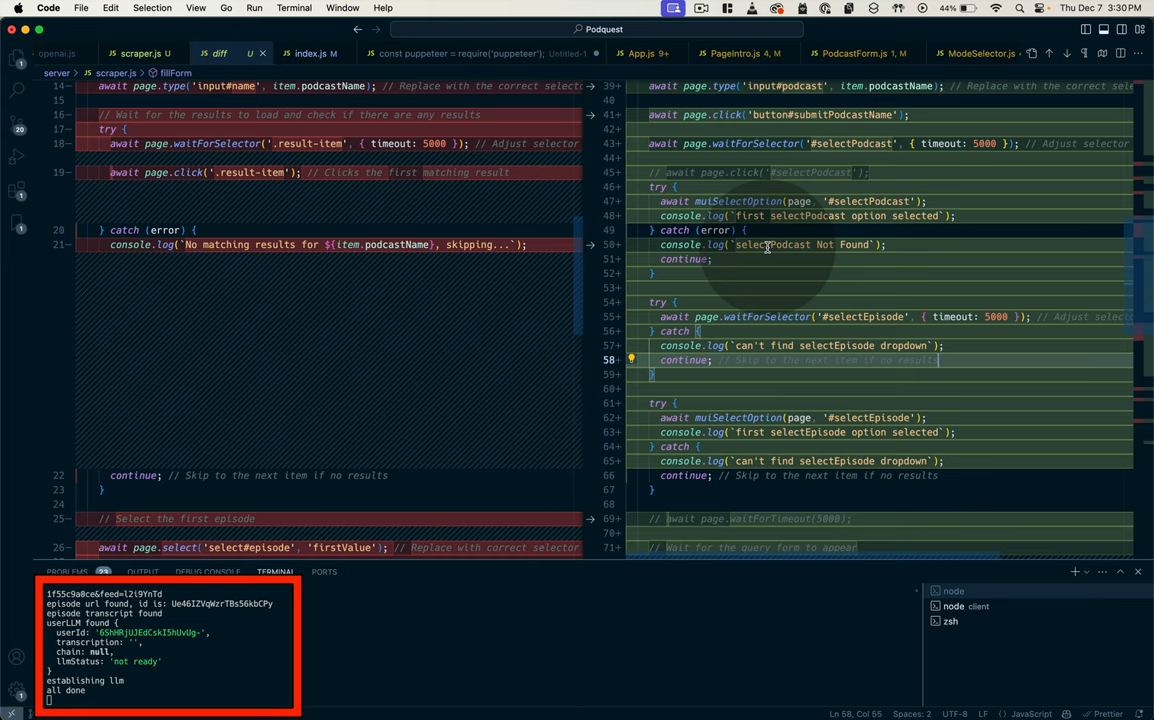 Code File Edit Selection View Go Run Terminal Window Help 44% Thu Dec 7 3:30 PM
Podquest
openai.js scraper.js U diff U index.js M const puppeteer = require('puppeteer'); Untitled-1 App.js 9+ PageIntro.js 4, M PodcastForm.js 1, M ModeSelector.js
server > scraper.js > fillForm
14 await page.type('input#name', item.podcastName); // Replace with the correct selecto
15
16 // Wait for the results to load and check if there are any results
17 try {
18 await page.waitForSelector('.result-item', { timeout: 5000 }); // Adjust selector
19 await page.click('.result-item'); // Clicks the first matching result
20 } catch (error) {
21 console.log(`No matching results for ${item.podcastName}, skipping...`);
22 continue; // Skip to the next item if no results
23 }
24
25 // Select the first episode
26 await page.select('select#episode', 'firstValue'); // Replace with correct selector
39 await page.type('input#podcast', item.podcastName); // Replace with the correct sele
40
41 await page.click('button#submitPodcastName');
42
43 await page.waitForSelector('#selectPodcast', { timeout: 5000 }); // Adjust selector
44
45 // await page.click('#selectPodcast');
46 try {
47 await muiSelectOption(page, '#selectPodcast');
48 console.log(`first selectPodcast option selected`);
49 } catch (error) {
50 console.log(`selectPodcast Not Found`);
51 continue;
52 }
53
54 try {
55 await page.waitForSelector('#selectEpisode', { timeout: 5000 }); // Adjust selector
56 } catch {
57 console.log(`can't find selectEpisode dropdown`);
58 continue; // Skip to the next item if no results
59 }
60
61 try {
62 await muiSelectOption(page, '#selectEpisode');
63 console.log(`first selectEpisode option selected`);
64 } catch {
65 console.log(`can't find selectEpisode dropdown`);
66 continue; // Skip to the next item if no results
67 }
68
69 // await page.waitForTimeout(5000);
70
71 // Wait for the query form to appear
PROBLEMS 23 OUTPUT DEBUG CONSOLE TERMINAL PORTS
1f55c9a0ce&feed=l2i9YnTd
episode url found, id is: Ue46IZVqWzrTBs56kbCPy
episode transcript found
userLLM found {
userId: '6ShHRjUJEdCskI5hUvUg-',
transcription: '',
chain: null,
llmStatus: 'not ready'
}
establishing llm
all done
node
node client
zsh
Ln 58, Col 55 Spaces: 2 UTF-8 LF {} JavaScript Prettier